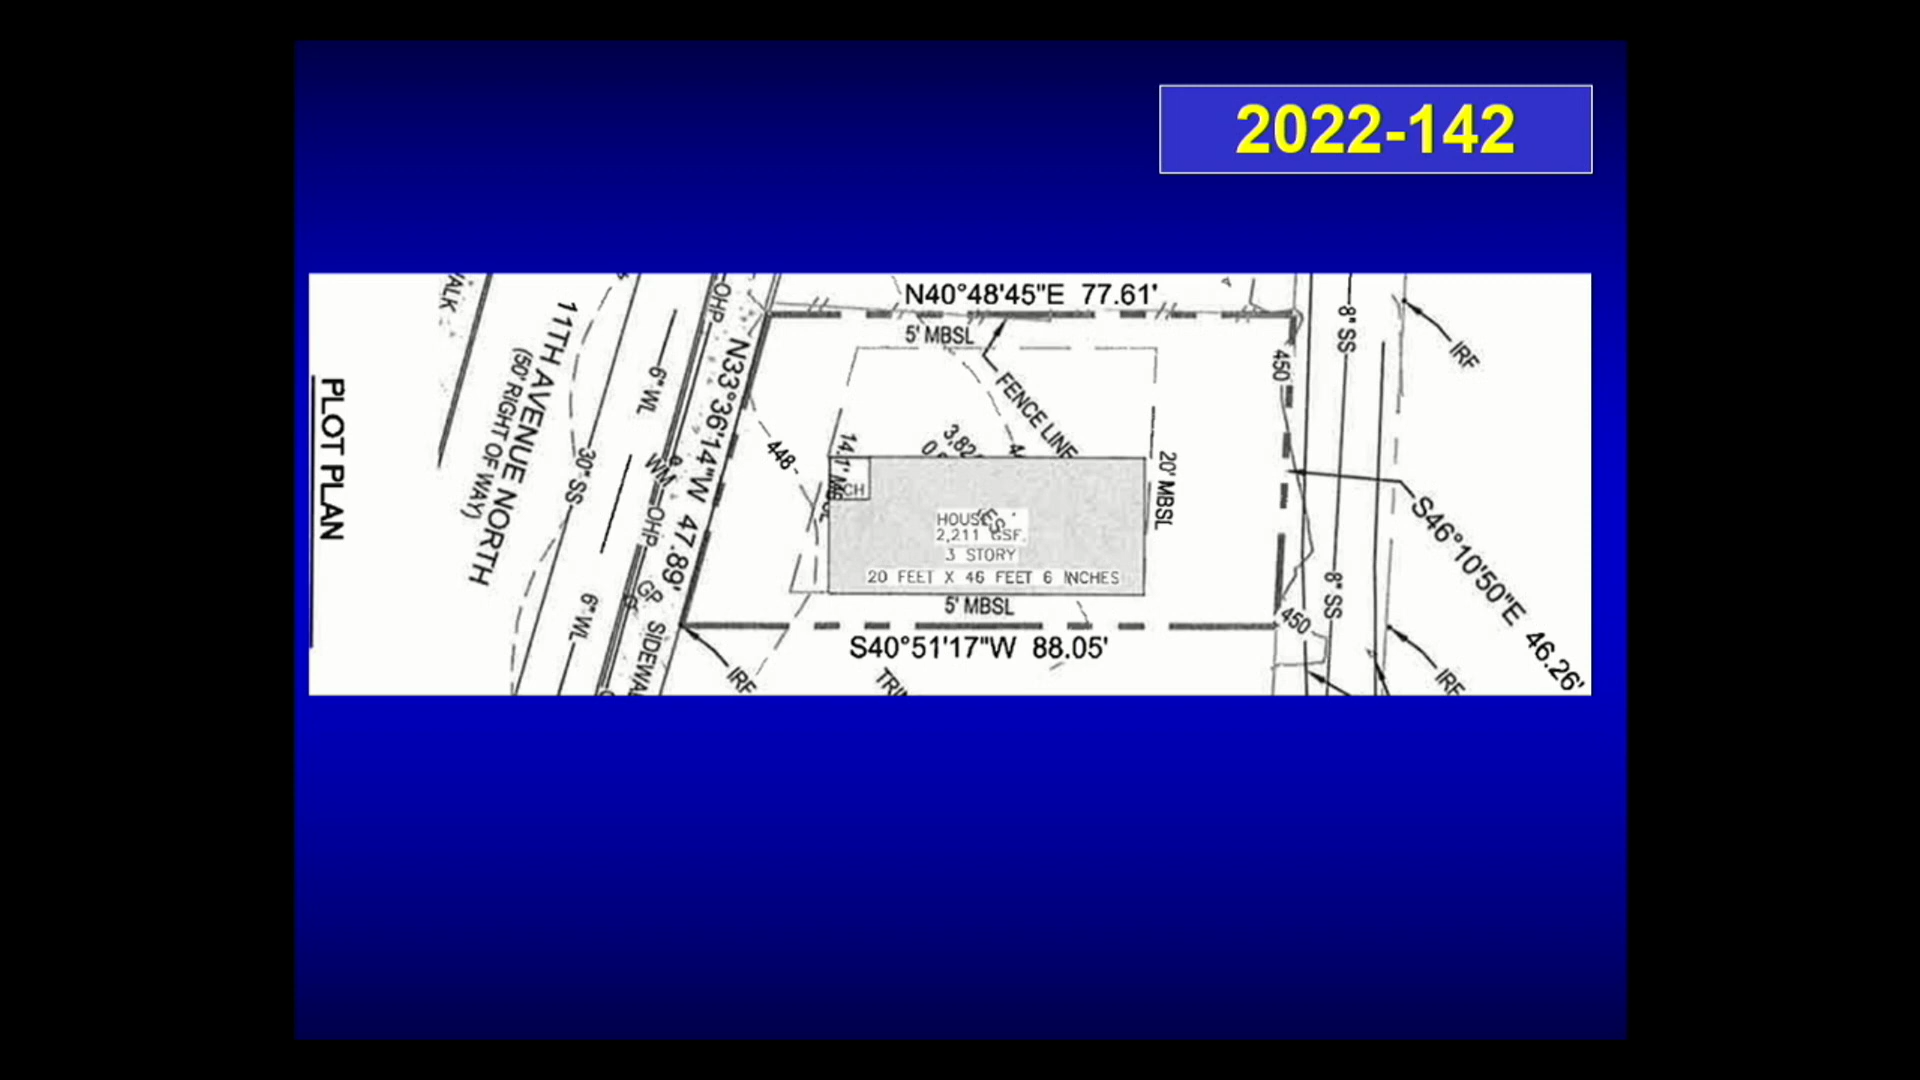 2022-142
PLOT PLAN
11TH AVENUE NORTH
(50' RIGHT OF WAY)
6" WL
30" SS
6" WL
OHP
WM
OHP
GP
SIDEWA
N33°36'14"W 47.89'
N40°48'45"E 77.61'
5' MBSL
FENCE LINE
448
450
8" SS
IRF
20' MBSL
HOUSE
2,211 GSF.
3 STORY
20 FEET X 46 FEET 6 INCHES
5' MBSL
S40°51'17"W 88.05'
450
8" SS
S46°10'50"E 46.26'
IRF
IRF